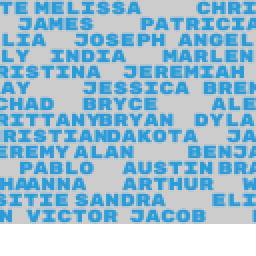 TE MELISSA CHRI
JAMES PATRICIA
LIA JOSEPH ANGEL
LY INDIA MARLEN
RISTINA JEREMIAH
AY JESSICA BREN
CHAD BRYCE ALE
RITTANYBRYAN DYLA
RISTIANDAKOTA JA
EREMY ALAN BENJA
PABLO AUSTIN BRA
HAANNA ARTHUR W
SITIE SANDRA ELI
N VICTOR JACOB